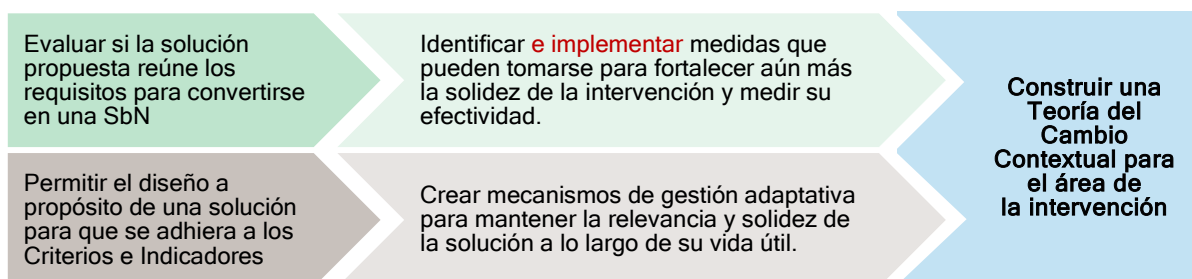 Evaluar si la solución
propuesta reúne los
requisitos para convertirse
en una SbN
Identificar e implementar medidas que
pueden tomarse para fortalecer aún más
la solidez de la intervención y medir su
efectividad.
Permitir el diseño a
propósito de una solución
para que se adhiera a los
Criterios e Indicadores
Crear mecanismos de gestión adaptativa
para mantener la relevancia y solidez de
la solución a lo largo de su vida útil.
Construir una
Teoría del
Cambio
Contextual para
el área de
la intervención